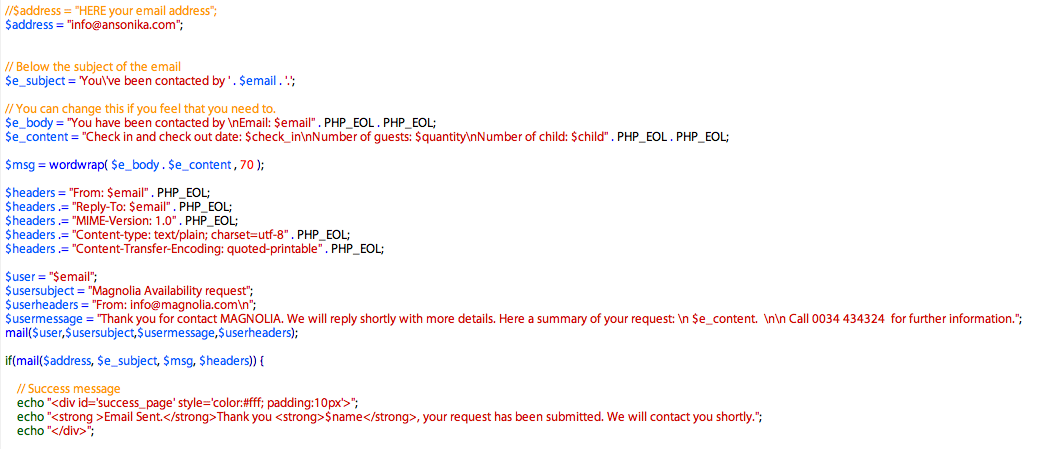 //$address = "HERE your email address";
$address = "info@ansonika.com";
// Below the subject of the email
$e_subject = 'You\'ve been contacted by ' . $email . '.';
// You can change this if you feel that you need to.
$e_body = "You have been contacted by \nEmail: $email" . PHP_EOL . PHP_EOL;
$e_content = "Check in and check out date: $check_in\nNumber of guests: $quantity\nNumber of child: $child" . PHP_EOL . PHP_EOL;
$msg = wordwrap( $e_body . $e_content , 70 );
$headers = "From: $email" . PHP_EOL;
$headers .= "Reply-To: $email" . PHP_EOL;
$headers .= "MIME-Version: 1.0" . PHP_EOL;
$headers .= "Content-type: text/plain; charset=utf-8" . PHP_EOL;
$headers .= "Content-Transfer-Encoding: quoted-printable" . PHP_EOL;
$user = "$email";
$usersubject = "Magnolia Availability request";
$userheaders = "From: info@magnolia.com\n";
$usermessage = "Thank you for contact MAGNOLIA. We will reply shortly with more details. Here a summary of your request: \n $e_content.  \n\n Call 0034 434324  for further information.";
mail($user,$usersubject,$usermessage,$userheaders);
if(mail($address, $e_subject, $msg, $headers)) {
// Success message
echo "<div id='success_page' style='color:#fff; padding:10px'>";
echo "<strong >Email Sent.</strong>Thank you <strong>$name</strong>, your request has been submitted. We will contact you shortly.";
echo "</div>";